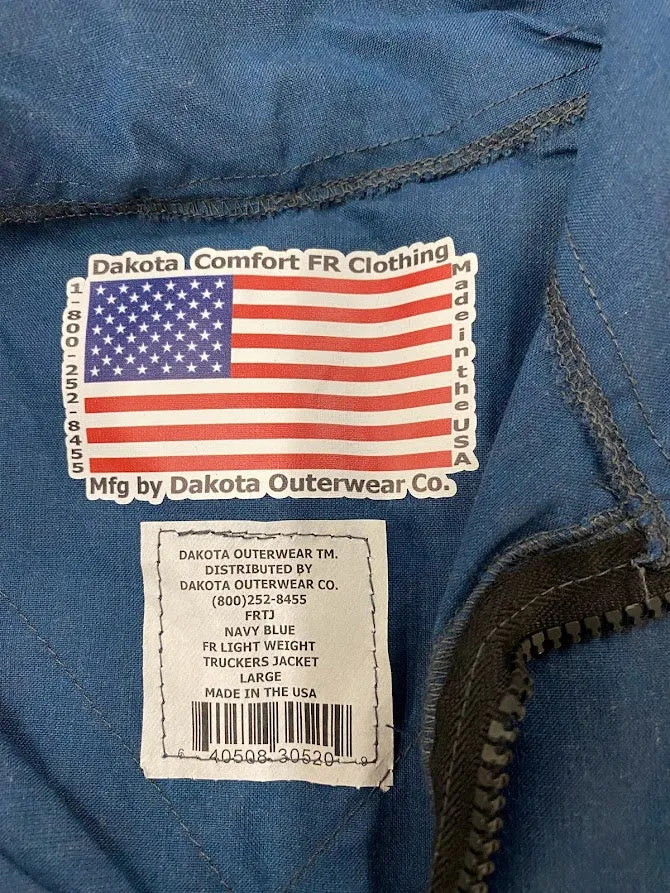 Dakota Comfort FR Clothing
1-800-252-8455
Made in the USA
Mfg by Dakota Outerwear Co.
DAKOTA OUTERWEAR TM.
DISTRIBUTED BY
DAKOTA OUTERWEAR CO.
(800)252-8455
FRTJ
NAVY BLUE
FR LIGHT WEIGHT
TRUCKERS JACKET
LARGE
MADE IN THE USA
6 40508 30520 9